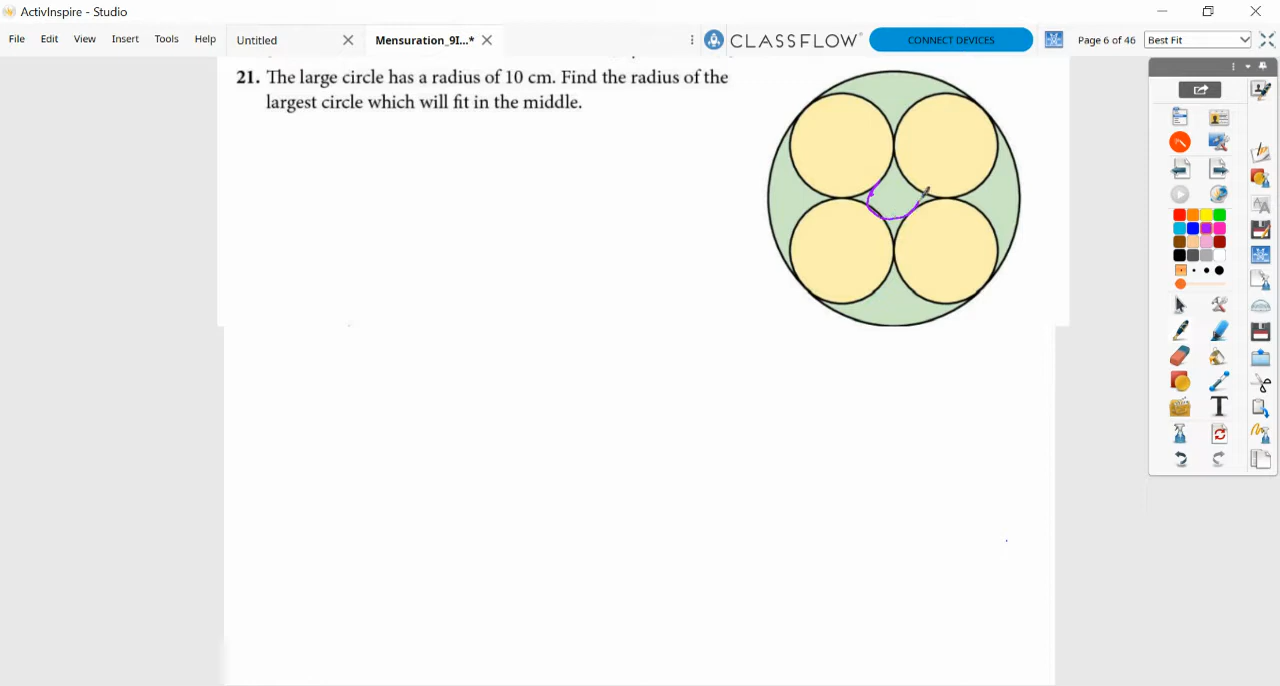 ActivInspire - Studio
File Edit View Insert Tools Help Untitled Mensuration_9I...* CLASSFLOW CONNECT DEVICES Page 6 of 46 Best Fit
21. The large circle has a radius of 10 cm. Find the radius of the
largest circle which will fit in the middle.